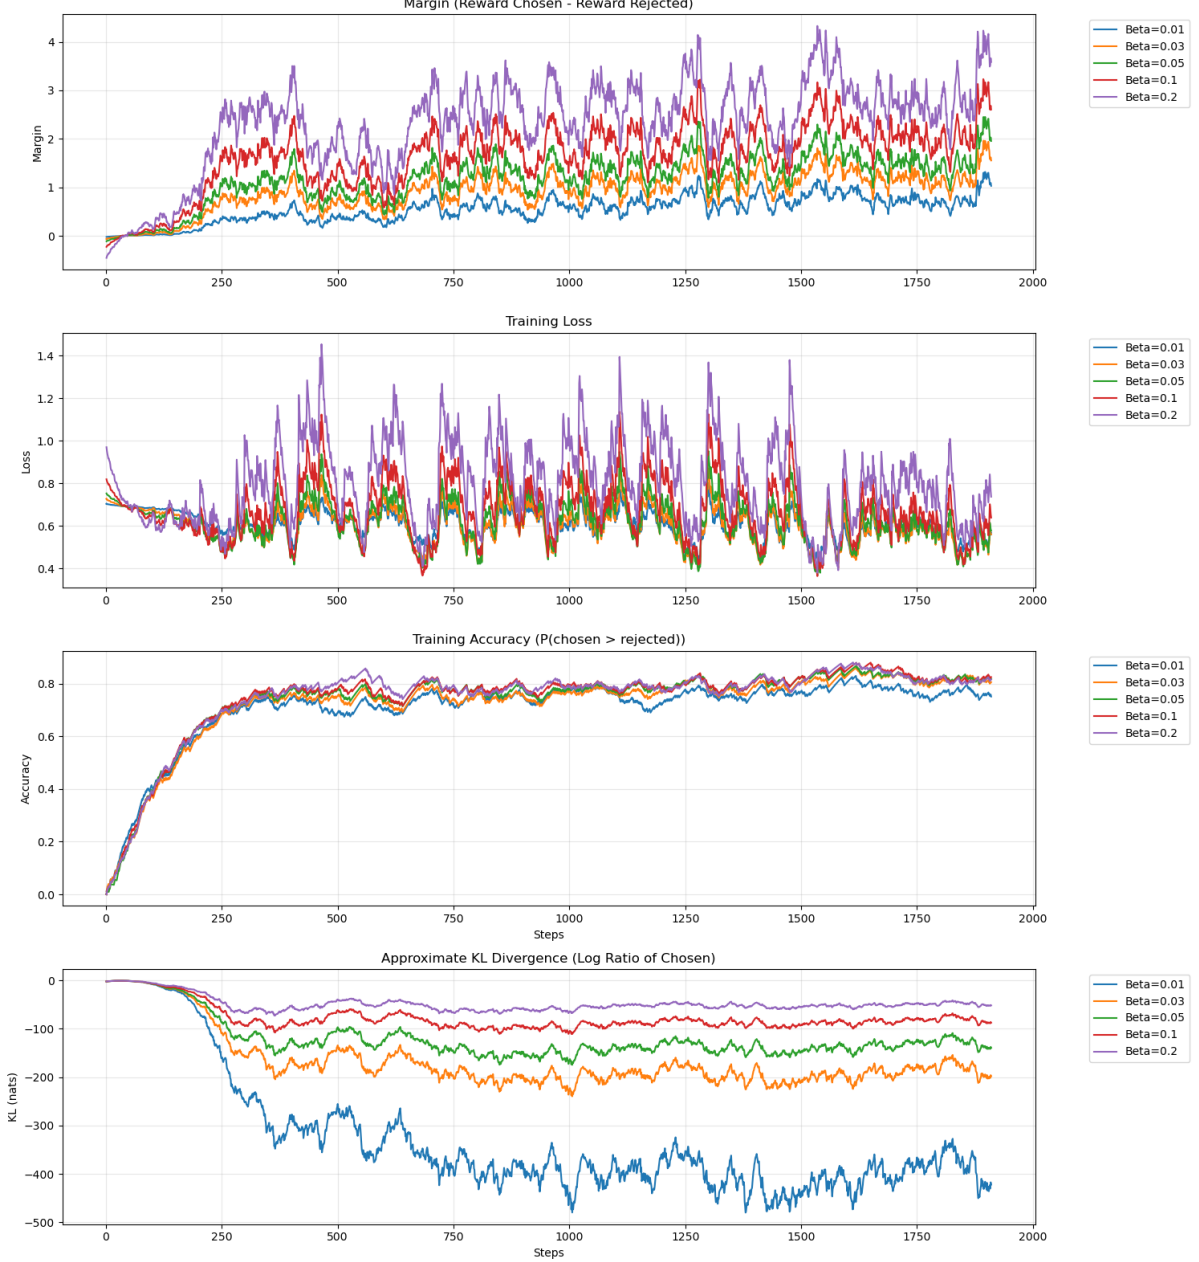 Margin (Reward Chosen - Reward Rejected)
4
3
2
1
0
Margin
0 250 500 750 1000 1250 1500 1750 2000
Beta=0.01
Beta=0.03
Beta=0.05
Beta=0.1
Beta=0.2
Training Loss
1.4
1.2
1.0
0.8
0.6
0.4
Loss
0 250 500 750 1000 1250 1500 1750 2000
Beta=0.01
Beta=0.03
Beta=0.05
Beta=0.1
Beta=0.2
Training Accuracy (P(chosen > rejected))
0.8
0.6
0.4
0.2
0.0
Accuracy
0 250 500 750 1000 1250 1500 1750 2000
Steps
Beta=0.01
Beta=0.03
Beta=0.05
Beta=0.1
Beta=0.2
Approximate KL Divergence (Log Ratio of Chosen)
0
−100
−200
−300
−400
−500
KL (nats)
0 250 500 750 1000 1250 1500 1750 2000
Steps
Beta=0.01
Beta=0.03
Beta=0.05
Beta=0.1
Beta=0.2